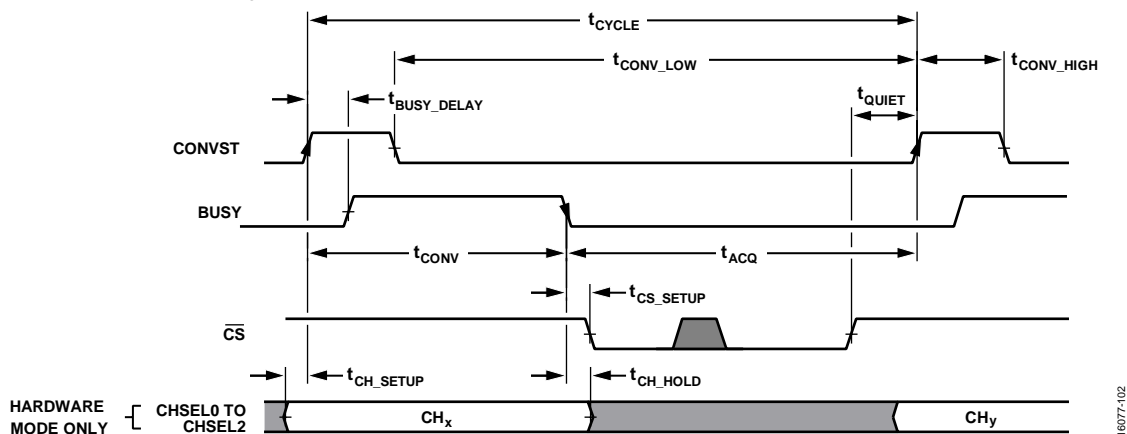 tCYCLE
tCONV_LOW
tCONV_HIGH
tBUSY_DELAY
tQUIET
CONVST
BUSY
tCONV
tACQ
tCS_SETUP
CS
tCH_SETUP
tCH_HOLD
HARDWARE
MODE ONLY
CHSEL0 TO
CHSEL2
CHx
CHy
16077-102